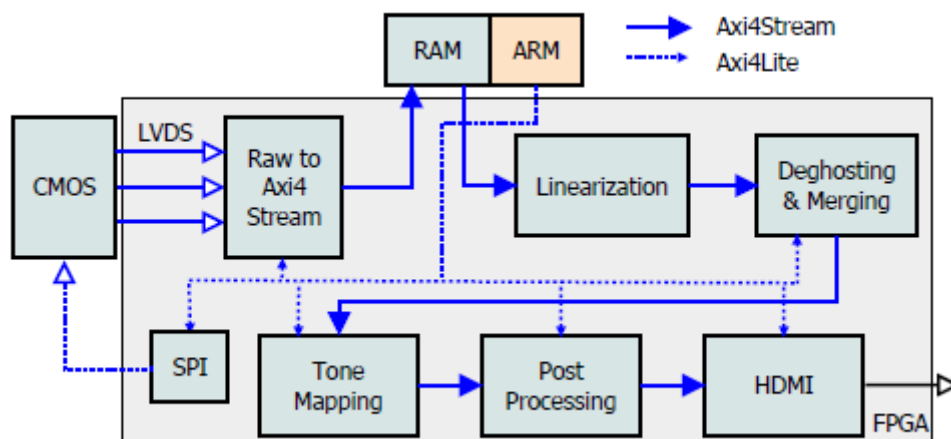 RAM
ARM
Axi4Stream
Axi4Lite
LVDS
CMOS
Raw to
Axi4
Stream
Linearization
Deghosting
& Merging
SPI
Tone
Mapping
Post
Processing
HDMI
FPGA